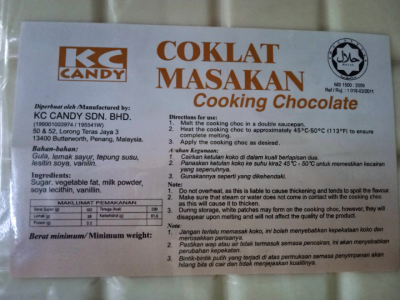 KC
CANDY
COKLAT
MASAKAN
Cooking Chocolate
HALAL
MS 1500 : 2009
Diperbuat oleh /Manufactured by:
KC CANDY SDN. BHD.
50 & 52, Lorong Teras Jaya 3
13400 Butterworth, Penang, Malaysia.
Bahan-bahan:
Gula, lemak sayur, tepung susu,
lesitin soya, vanilin.
Ingredients:
Sugar, vegetable fat, milk powder,
soya lecithin, vanillin.
MAKLUMAT PEMAKANAN
Berat minimum/Minimum weight:
Directions for use:
1. Melt the cooking choc in a double saucepan.
2. Heat the cooking choc to approximately 45°C-50°C (113°F) to ensure
complete melting.
3. Apply the cooking choc as desired.
Arahan Kegunaan:
1. Cairkan ketulan koko di dalam kuali berlapisan dua.
2. Panaskan ketulan koko ke suhu kira2 45°C - 50°C untuk memastikan kecairan
yang sepenuhnya.
3. Gunakannya mengikut keinginan.
Note:
1. Do not overheat, as this is liable to cause thickening and tends to spoil the flavour.
2. Make sure that steam or water does not come in contact with the cooking choc
as this will cause it to thicken.
3. During storage, white patches may form on the cooking choc, however, they will
disappear upon melting and will not affect the quality of the product.
Nota:
1. Jangan terlalu memasak koko, ini boleh menyebabkan kepekatan koko dan
merosakkan perisanya.
2. Pastikan wap atau air tidak termasuk semasa pencairan, ini akan menyebabkan
perubahan kepekatan.
3. Bintik-bintik putih yang terjadi di atas permukaan semasa penyimpanan akan
hilang bila di cair dan tidak menjejaskan kualitinya.